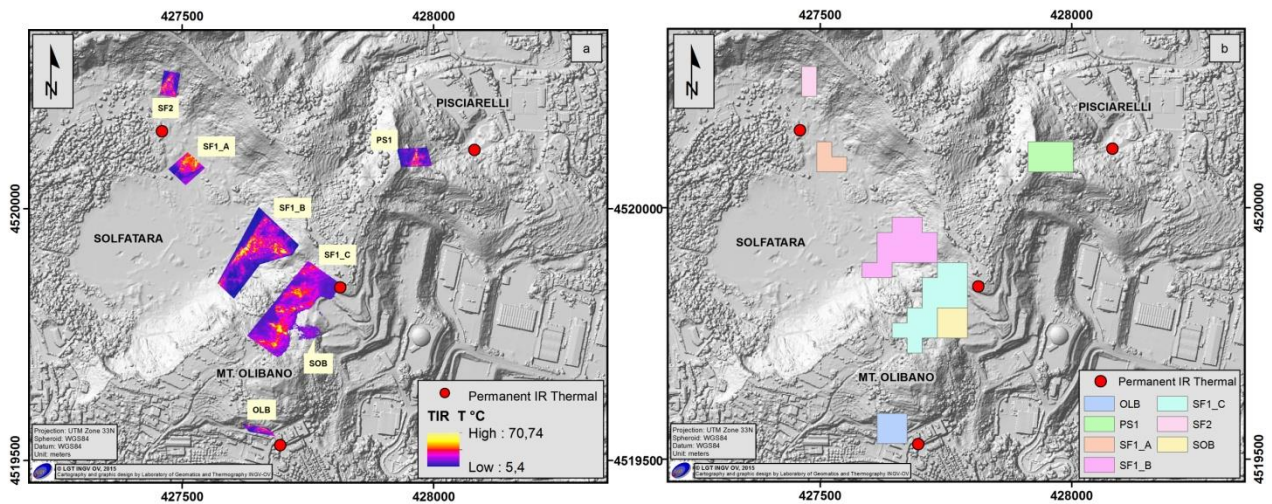 427500
428000
a
N
PISCIARELLI
SF2
SF1_A
PS1
4520000
SF1_B
SOLFATARA
SF1_C
SOB
MT. OLIBANO
OLB
Permanent IR Thermal
TIR T °C
High : 70,74
Low : 5,4
Projection: UTM Zone 33N
Spheroid: WGS84
Datum: WGS84
Unit: meters
© LGT INGV OV, 2015
Cartography and graphic design by Laboratory of Geomatics and Thermography INGV-OV
4519500
427500
428000
427500
428000
b
N
PISCIARELLI
4520000
4520000
SOLFATARA
MT. OLIBANO
Permanent IR Thermal
OLB
SF1_C
PS1
SF2
SF1_A
SOB
SF1_B
Projection: UTM Zone 33N
Spheroid: WGS84
Datum: WGS84
Unit: meters
© LGT INGV OV, 2015
Cartography and graphic design by Laboratory of Geomatics and Thermography INGV-OV
4519500
4519500
427500
428000